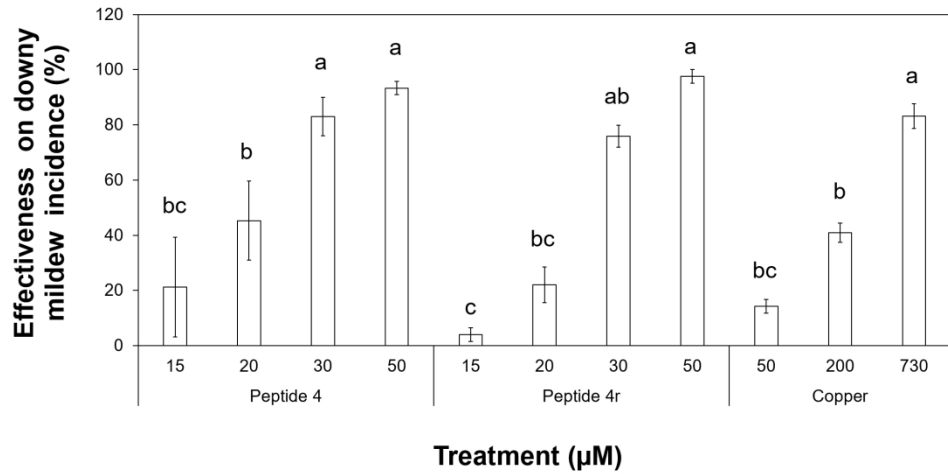 Effectiveness on downy
mildew incidence (%)
120
100
80
60
40
20
0
bc
b
a
a
c
bc
ab
a
bc
b
a
15 20 30 50 15 20 30 50 50 200 730
Peptide 4 Peptide 4r Copper
Treatment (µM)